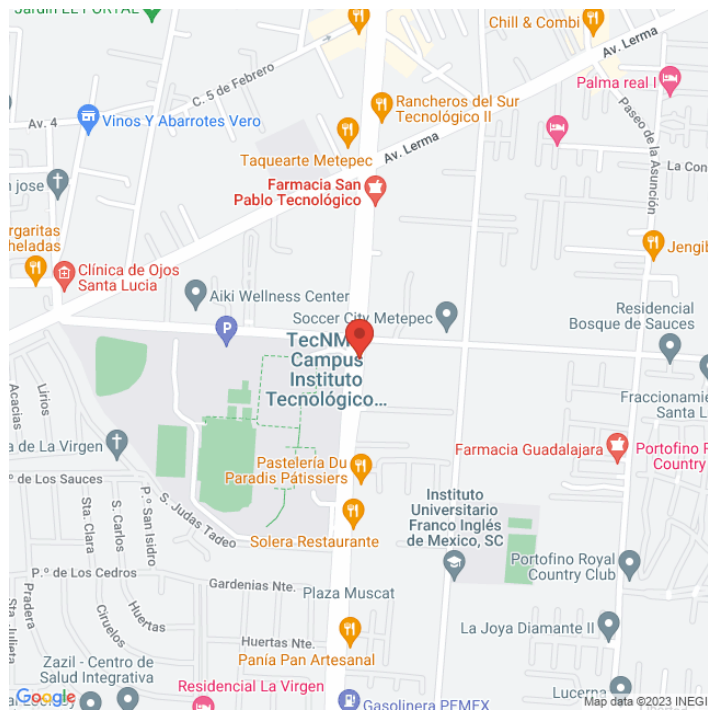 Jardín EL PORTAL
Chill & Combi
Av. Lerma
Palma real I
C. 5 de Febrero
Rancheros del Sur
Tecnológico II
Paseo de la Asunción
Av. 4
Vinos Y Abarrotes Vero
Taquearte Metepec
Av. Lerma
La Con
n jose
Farmacia San
Pablo Tecnológico
rgaritas
heladas
Jengib
Clínica de Ojos
Santa Lucia
Aiki Wellness Center
Soccer City Metepec
Residencial
Bosque de Sauces
P
TecNM
Campus
Instituto
Tecnológico...
Lirios
Acacias
Fraccionamie
Santa L
a de La Virgen
Farmacia Guadalajara
Portofino R
Country
º de Los Sauces
Pastelería Du
Paradis Pâtissiers
Sta. Clara
S. Carlos
P.º San Isidro
S. Judas Tadeo
Instituto
Universitario
Franco Inglés
de Mexico, SC
Solera Restaurante
Portofino Royal
Country Club
P.º de Los Cedros
Gardenias Nte.
Plaza Muscat
Sta. Julieta
Pradera
Ciruelos
Huertas
Huertas Nte.
La Joya Diamante II
Panía Pan Artesanal
Zazil - Centro de
Salud Integrativa
Residencial La Virgen
Lucerna
Google
Gasolinera PEMEX
Map data ©2023 INEGI